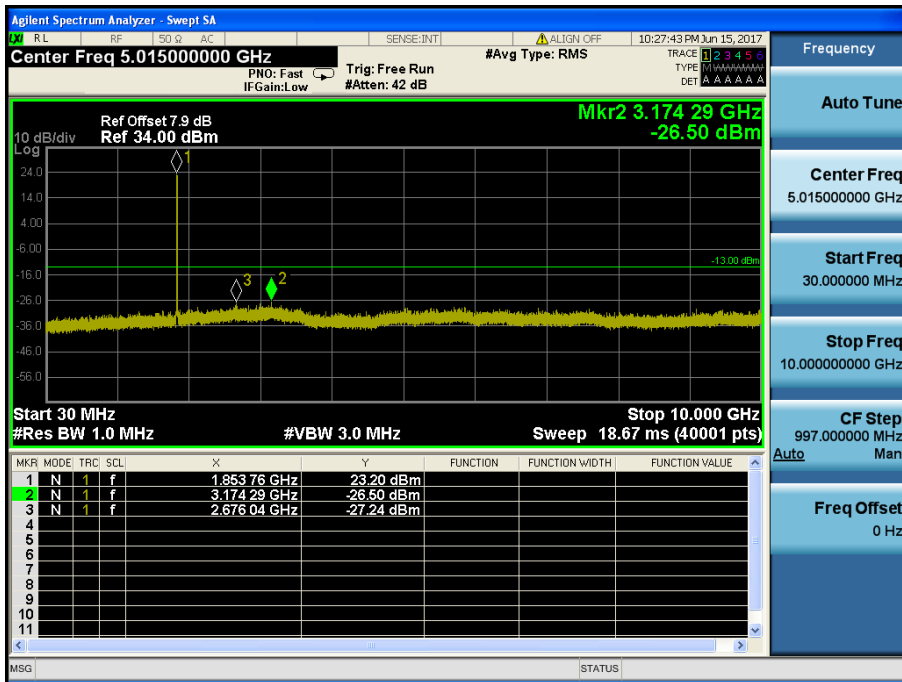 Agilent Spectrum Analyzer - Swept SA
LXI RL RF 50 Ω AC SENSE:INT ALIGN OFF 10:27:43 PM Jun 15, 2017
Center Freq 5.015000000 GHz #Avg Type: RMS TRACE 1 2 3 4 5 6
PNO: Fast Trig: Free Run TYPE M WWWWW
IFGain:Low #Atten: 42 dB DET A A A A A A
Frequency
Mkr2 3.174 29 GHz
-26.50 dBm
Ref Offset 7.9 dB
10 dB/div Ref 34.00 dBm
Log
24.0
14.0
4.00
-6.00
-16.0
-26.0
-36.0
-46.0
-56.0
1
3
2
-13.00 dBm
Start 30 MHz Stop 10.000 GHz
#Res BW 1.0 MHz #VBW 3.0 MHz Sweep 18.67 ms (40001 pts)
MKR MODE TRC SCL X Y FUNCTION FUNCTION WIDTH FUNCTION VALUE
1 N 1 f 1.853 76 GHz 23.20 dBm
2 N 1 f 3.174 29 GHz -26.50 dBm
3 N 1 f 2.676 04 GHz -27.24 dBm
4
5
6
7
8
9
10
11
MSG STATUS
Auto Tune
Center Freq
5.015000000 GHz
Start Freq
30.000000 MHz
Stop Freq
10.000000000 GHz
CF Step
997.000000 MHz
Auto Man
Freq Offset
0 Hz